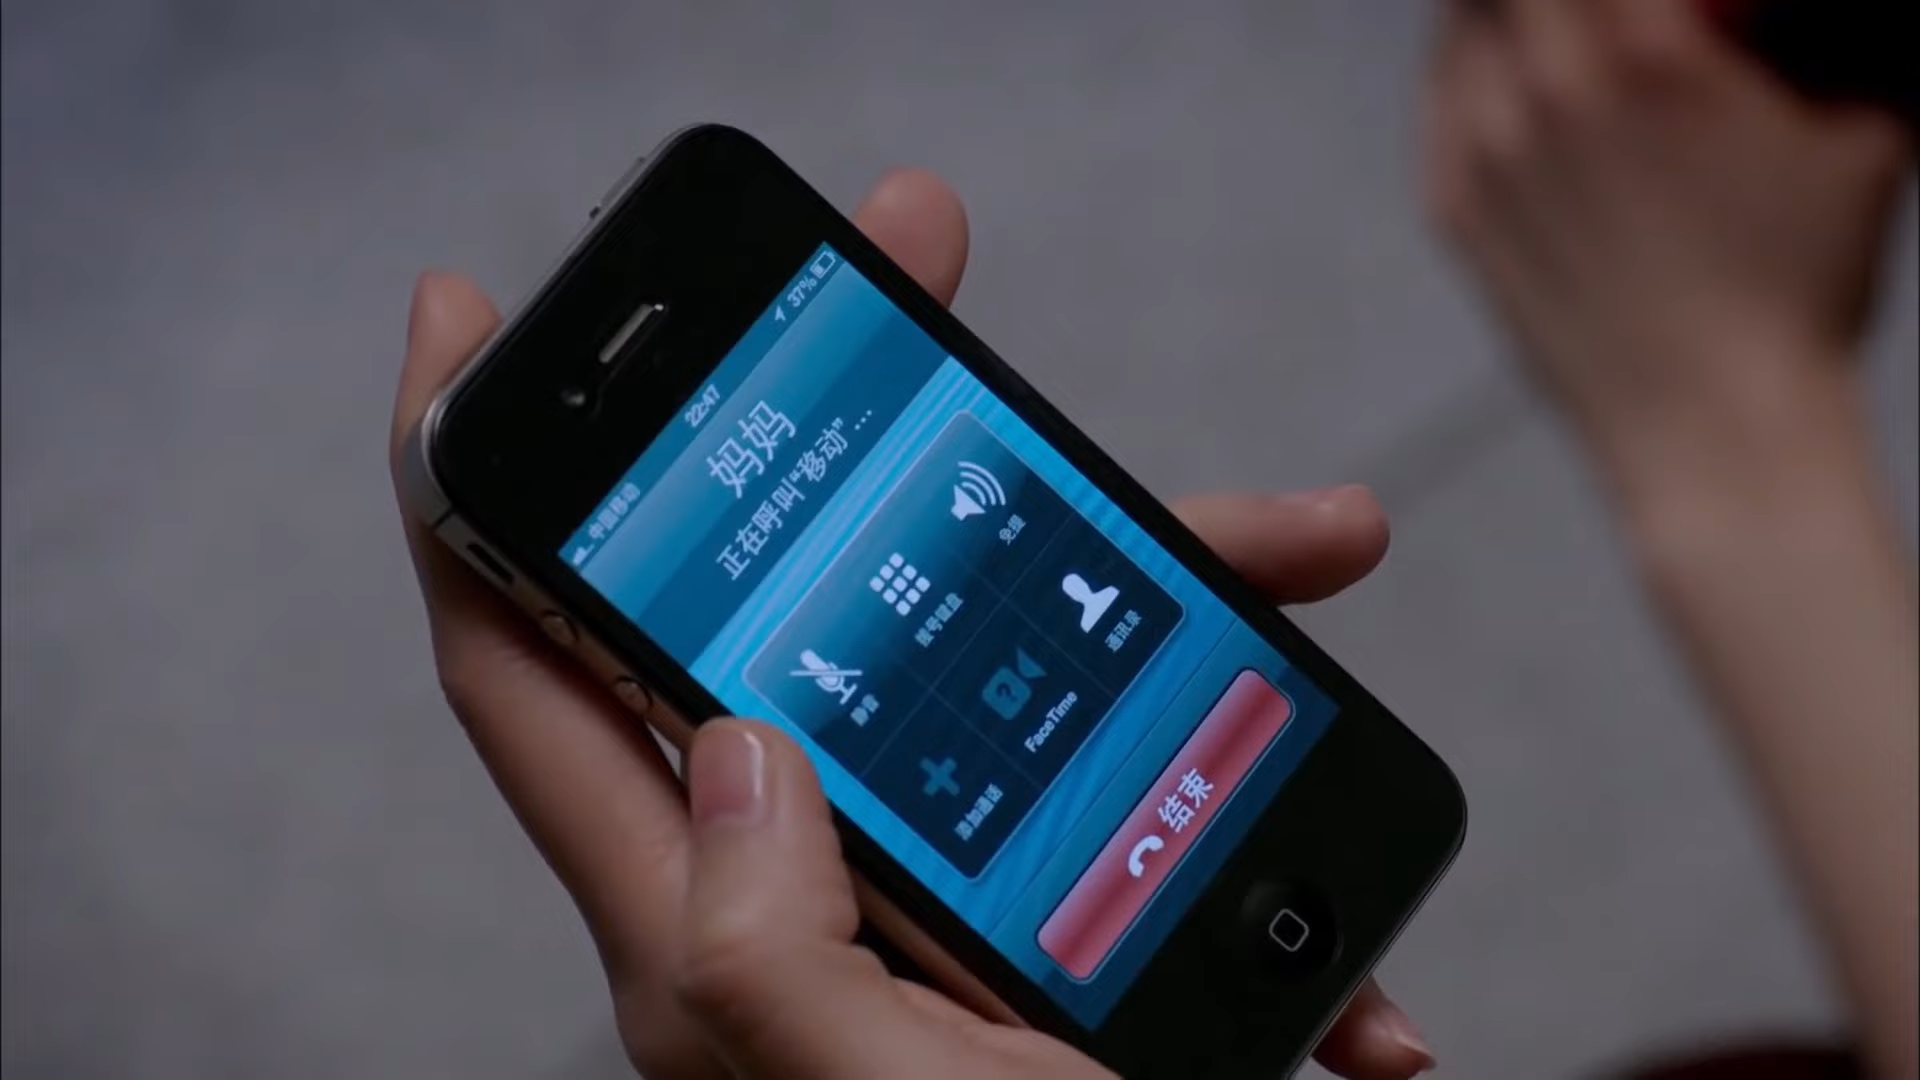 中国移动 22:47 37%
妈妈
正在呼叫“移动”...
静音 拨号键盘 免提
添加通话 FaceTime 通讯录
结束